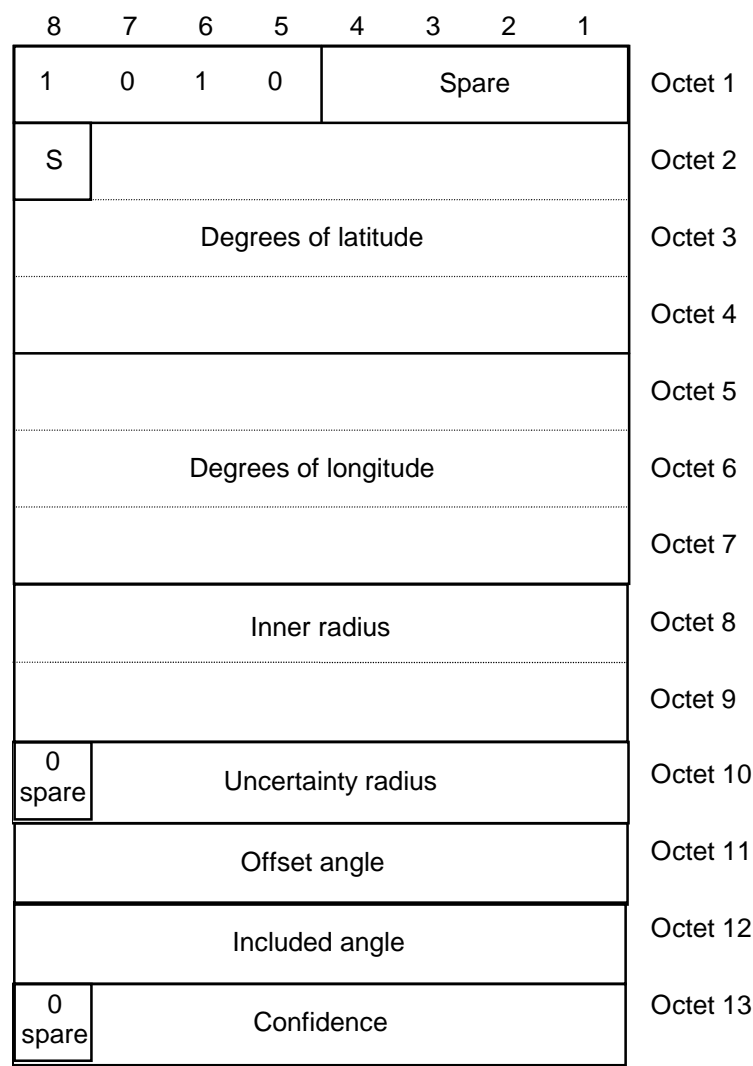 8 7 6 5 4 3 2 1
1 0 1 0 Spare Octet 1
S Octet 2
Degrees of latitude Octet 3
Octet 4
Octet 5
Degrees of longitude Octet 6
Octet 7
Inner radius Octet 8
Octet 9
0
spare Uncertainty radius Octet 10
Offset angle Octet 11
Included angle Octet 12
0
spare Confidence Octet 13